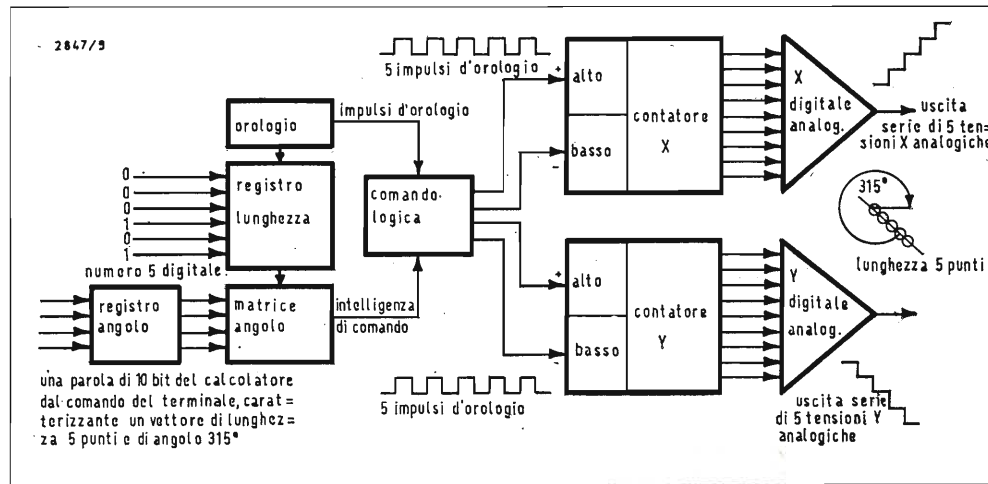 2847/9
5 impulsi d'orologio
impulsi d'orologio
orologio
0
0
0
1
0
1
registro
lunghezza
numero 5 digitale
registro
angolo
matrice
angolo
intelligenza
di comando
comando.
logica
alto
+
basso
-
contatore
X
X
digitale
analog.
uscita
serie di 5 ten=
sioni X analogiche
315°
lunghezza 5 punti
alto
+
basso
-
contatore
Y
Y
digitale
analog.
5 impulsi d'orologio
uscita serie
di 5 tensioni Y
analogiche
una parola di 10 bit del calcolatore
dal comando del terminale, carat=
terizzante un vettore di lunghez=
za 5 punti e di angolo 315°